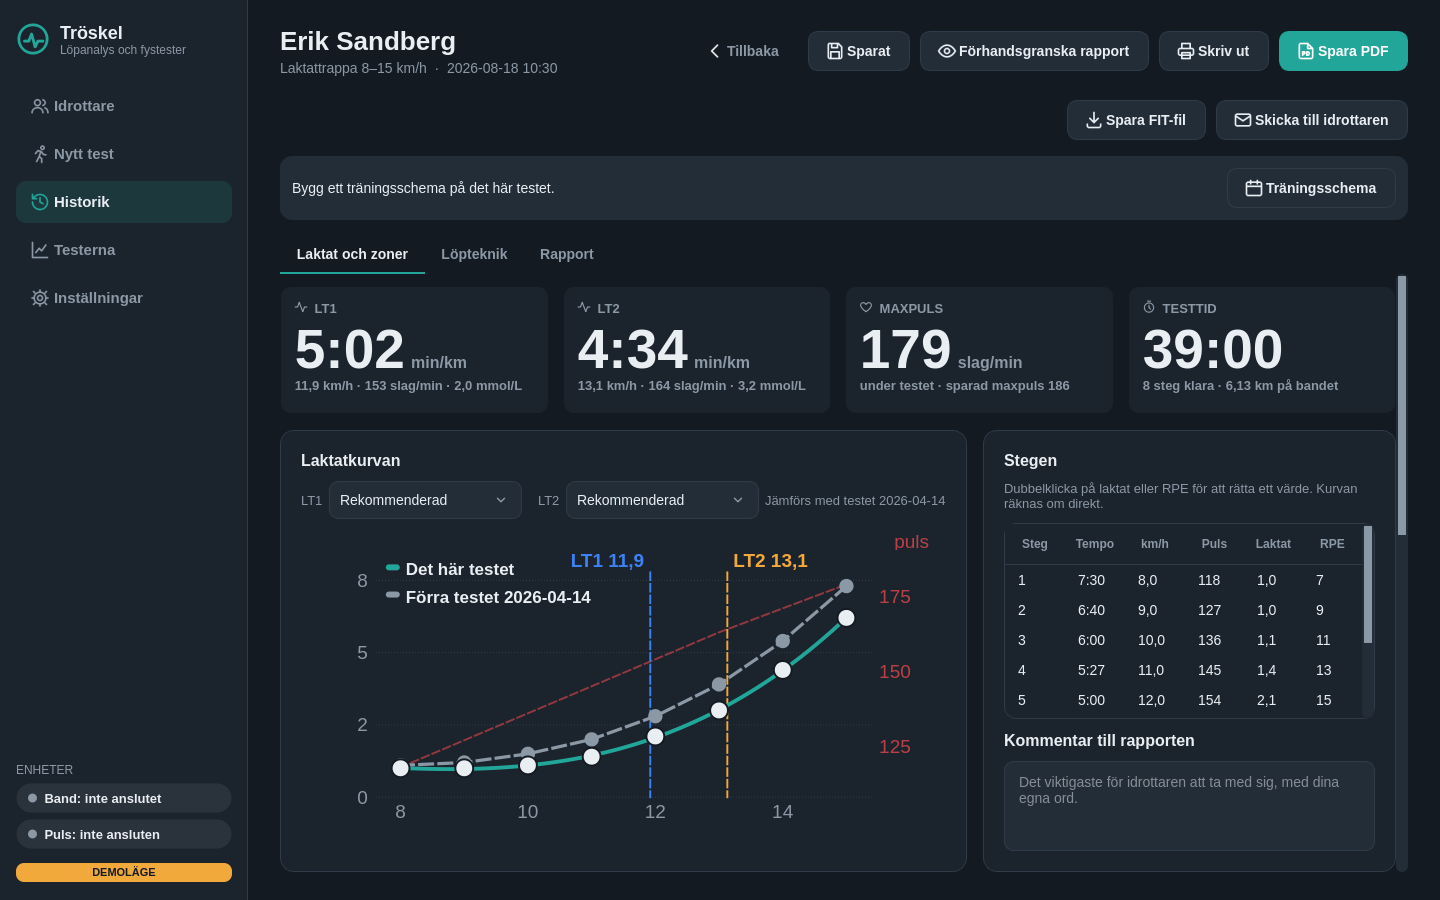 Tröskel
Löpanalys och fystester
Idrottare
Nytt test
Historik
Testerna
Inställningar
ENHETER
Band: inte anslutet
Puls: inte ansluten
DEMOLÄGE
Erik Sandberg
Laktattrappa 8–15 km/h · 2026-08-18 10:30
Tillbaka
Sparat
Förhandsgranska rapport
Skriv ut
Spara PDF
Spara FIT-fil
Skicka till idrottaren
Bygg ett träningsschema på det här testet.
Träningsschema
Laktat och zoner
Löpteknik
Rapport
LT1
5:02 min/km
11,9 km/h · 153 slag/min · 2,0 mmol/L
LT2
4:34 min/km
13,1 km/h · 164 slag/min · 3,2 mmol/L
MAXPULS
179 slag/min
under testet · sparad maxpuls 186
TESTTID
39:00
8 steg klara · 6,13 km på bandet
Laktatkurvan
LT1 Rekommenderad LT2 Rekommenderad Jämförs med testet 2026-04-14
puls
LT1 11,9 LT2 13,1
Det här testet
Förra testet 2026-04-14
8
5
2
0
175
150
125
8 10 12 14
Stegen
Dubbelklicka på laktat eller RPE för att rätta ett värde. Kurvan
räknas om direkt.
Steg Tempo km/h Puls Laktat RPE
1 7:30 8,0 118 1,0 7
2 6:40 9,0 127 1,0 9
3 6:00 10,0 136 1,1 11
4 5:27 11,0 145 1,4 13
5 5:00 12,0 154 2,1 15
Kommentar till rapporten
Det viktigaste för idrottaren att ta med sig, med dina
egna ord.